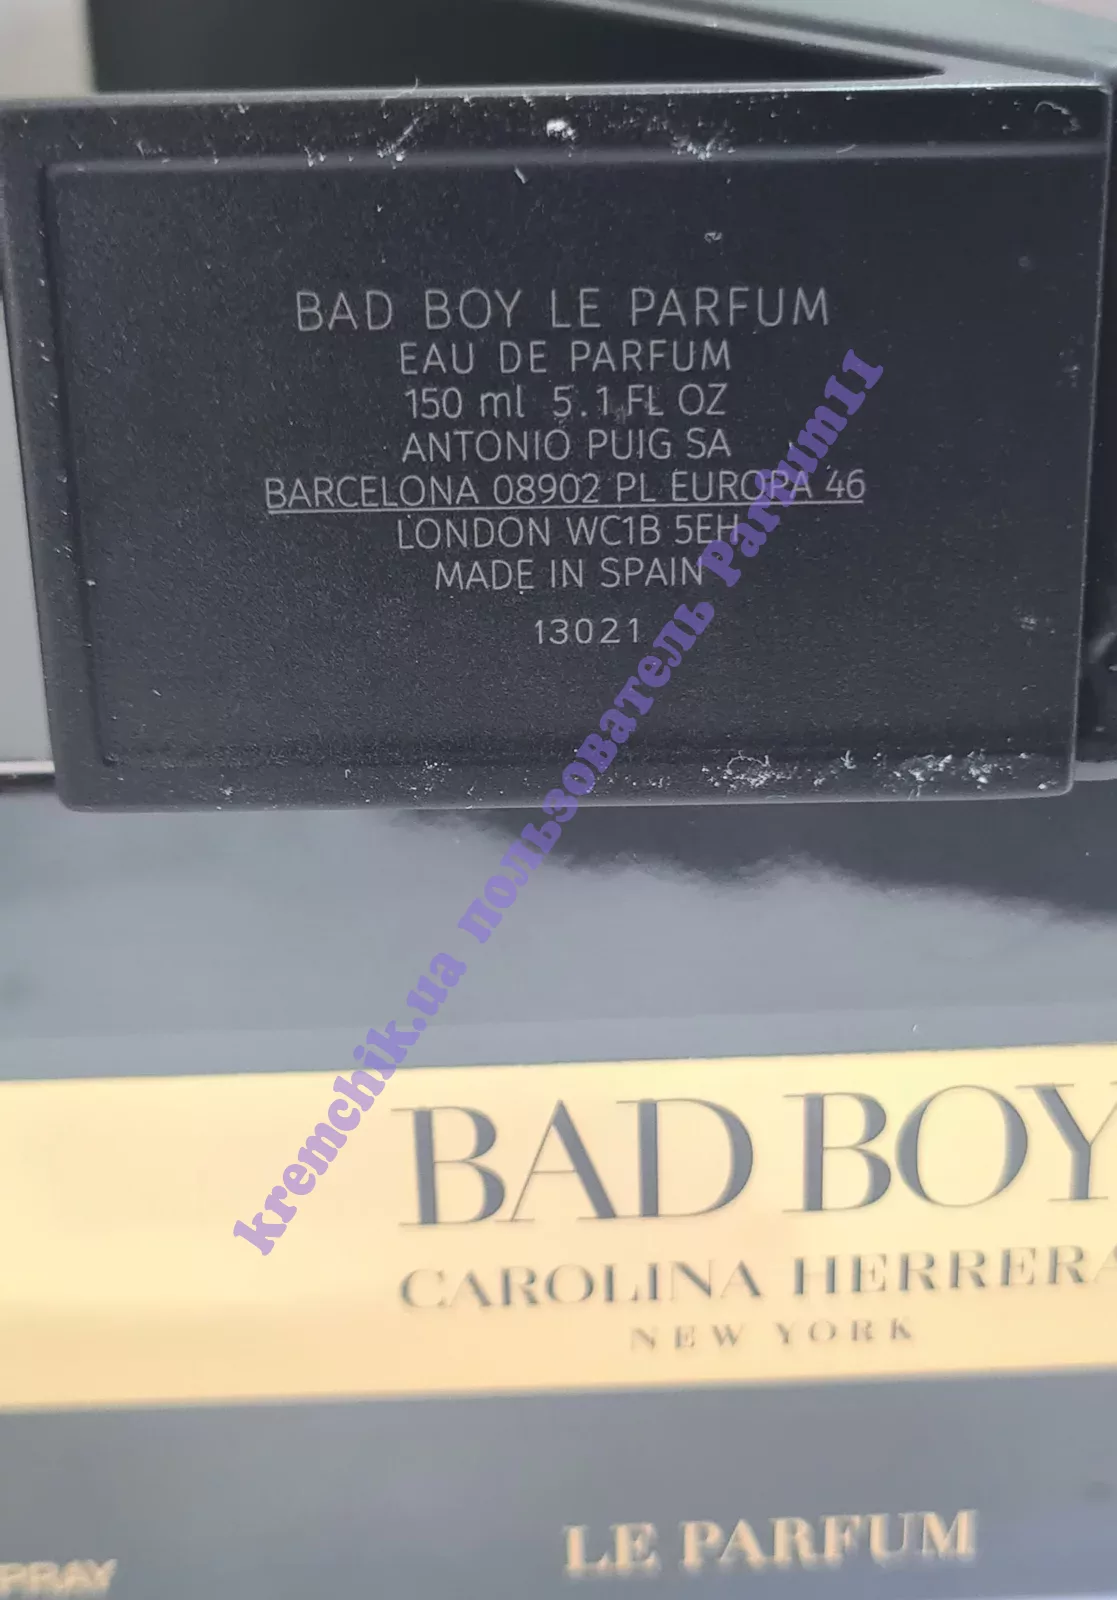 BAD BOY LE PARFUM
EAU DE PARFUM
150 ml 5.1 FL OZ
ANTONIO PUIG SA
BARCELONA 08902 PL EUROPA 46
LONDON WC1B 5EH
MADE IN SPAIN
13021
kremchik.ua пользователь Parfum11
BAD BOY
CAROLINA HERRERA
NEW YORK
LE PARFUM
PRAY